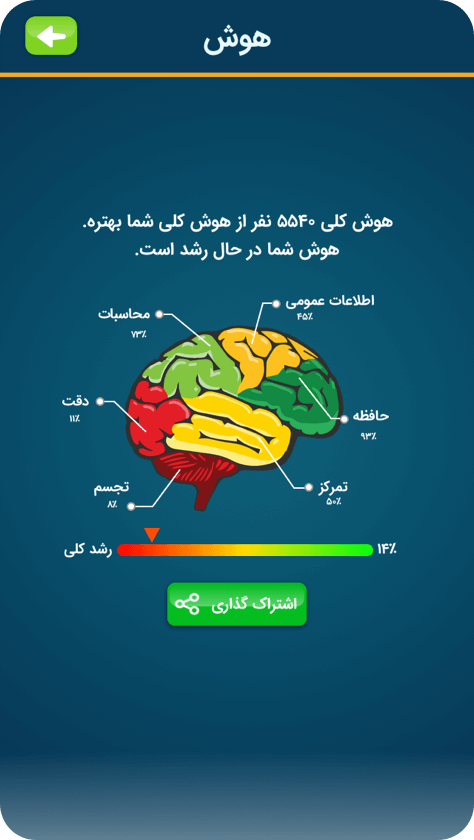 هوش
هوش کلی ۵۵۴۰ نفر از هوش کلی شما بهتره.
هوش شما در حال رشد است.
اطلاعات عمومی
۴۵٪
محاسبات
۷۳٪
دقت
۱۱٪
حافظه
۹۳٪
تمرکز
۵۰٪
تجسم
۸٪
۱۴٪
رشد کلی
اشتراک گذاری